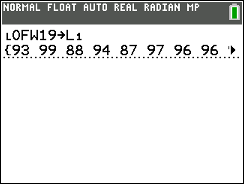 NORMAL FLOAT AUTO REAL RADIAN MP
ʟOFW19→L₁
{93 99 88 94 87 97 96 96